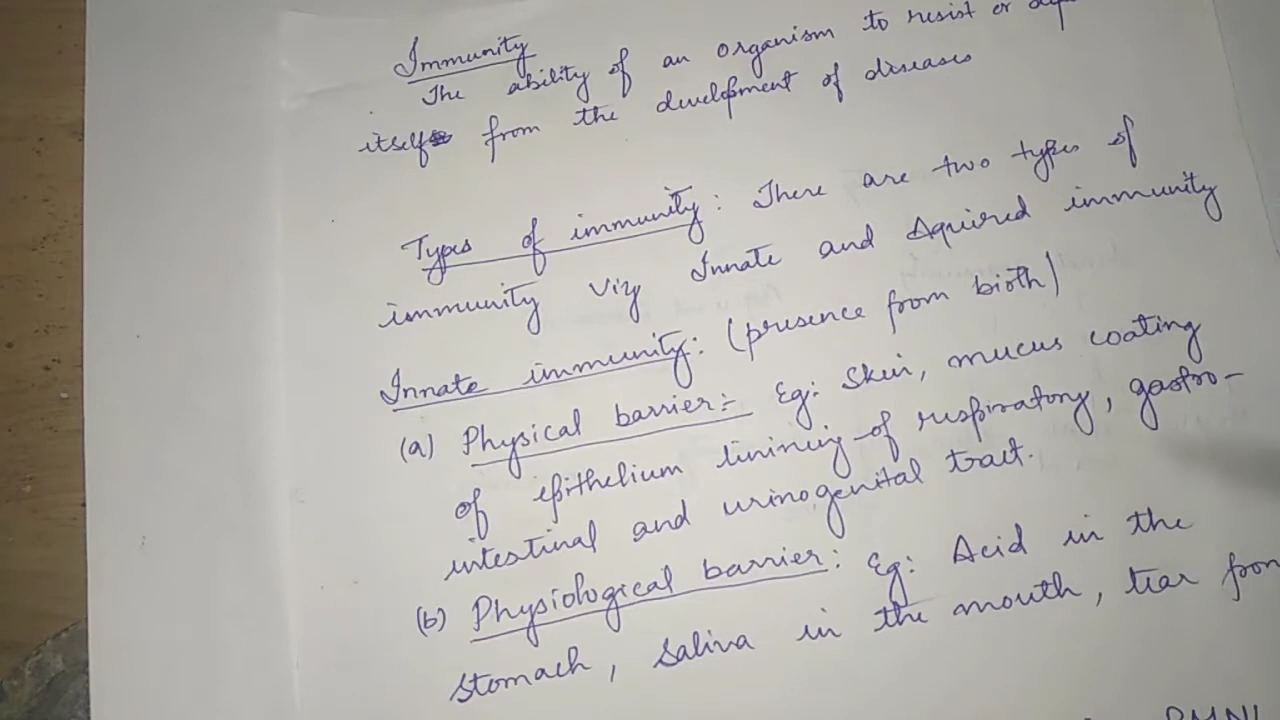 Immunity
The ability of an organism to resist or
itself from the development of diseases
Types of immunity: There are two types of
immunity viz Innate and Aquired immunity
Innate immunity: (presence from birth)
(a) Physical barrier:- Eg: Skin, mucus coating
of epithelium linining of respiratory, gastro-
intestinal and urinogenital tract.
(b) Physiological barrier: Eg: Acid in the
stomach, saliva in the mouth, tear from